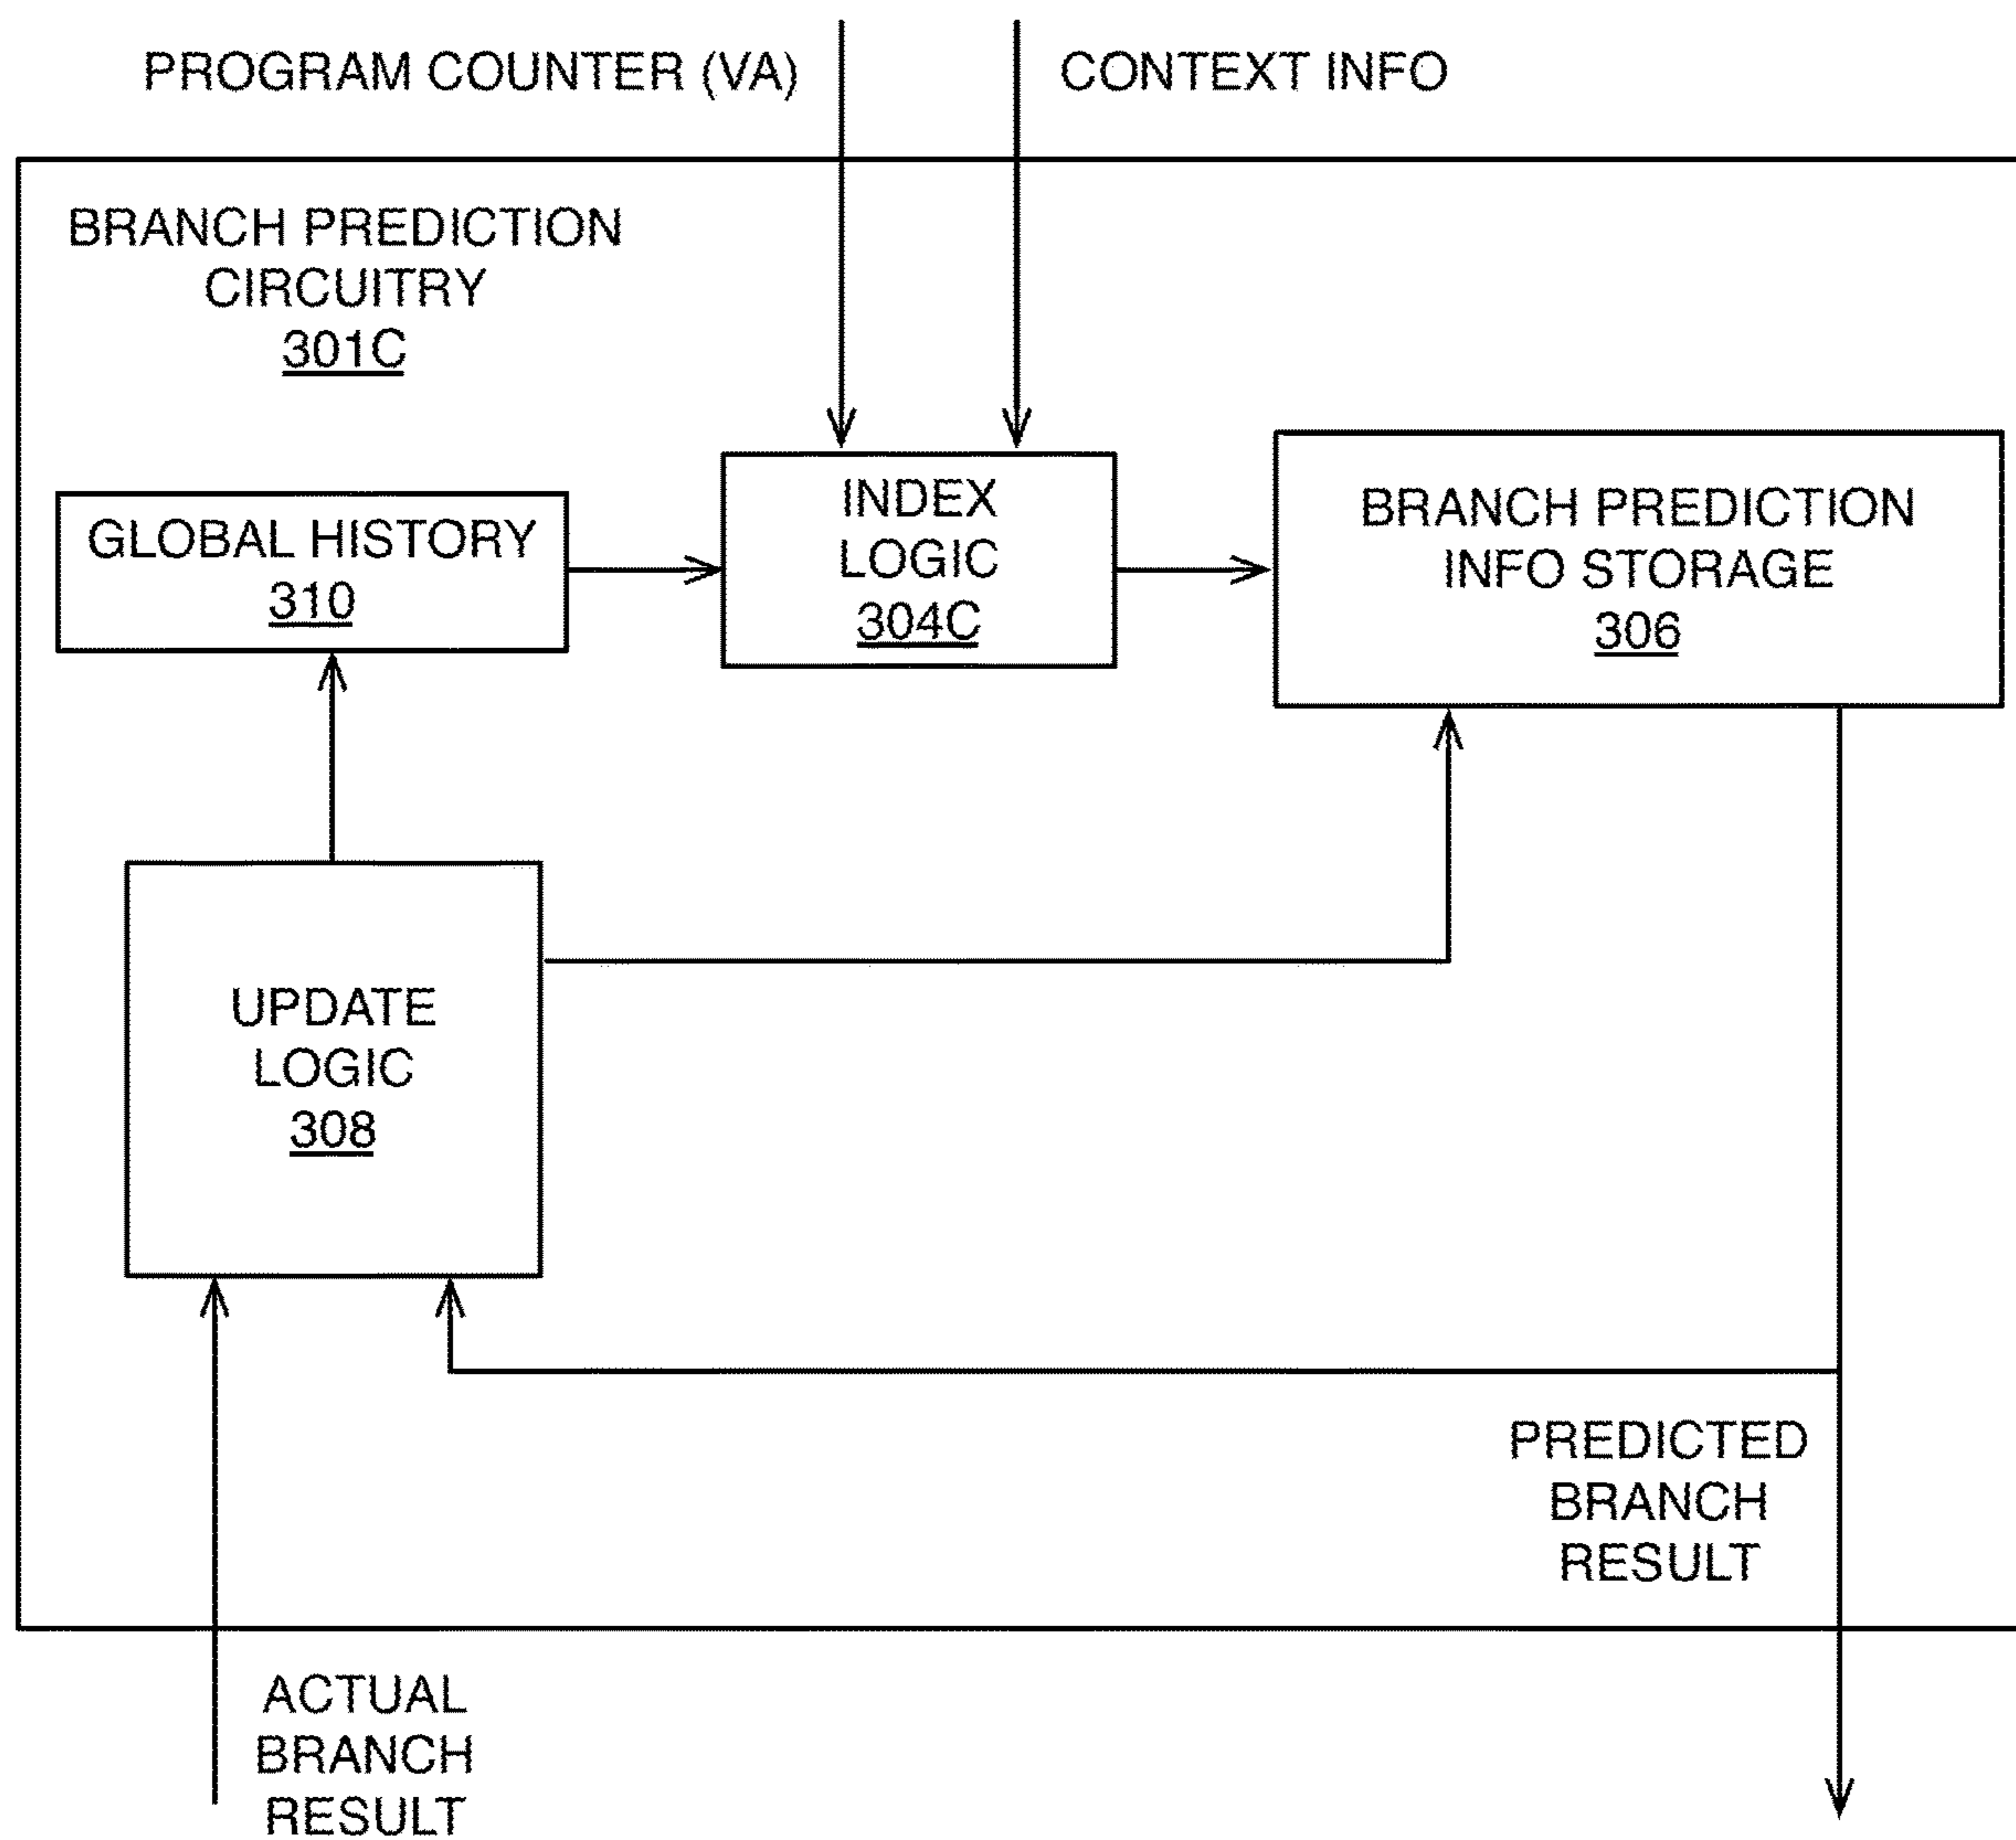 PROGRAM COUNTER (VA)
CONTEXT INFO
BRANCH PREDICTION
CIRCUITRY
301C
GLOBAL HISTORY
310
INDEX
LOGIC
304C
BRANCH PREDICTION
INFO STORAGE
306
UPDATE
LOGIC
308
PREDICTED
BRANCH
RESULT
ACTUAL
BRANCH
RESULT